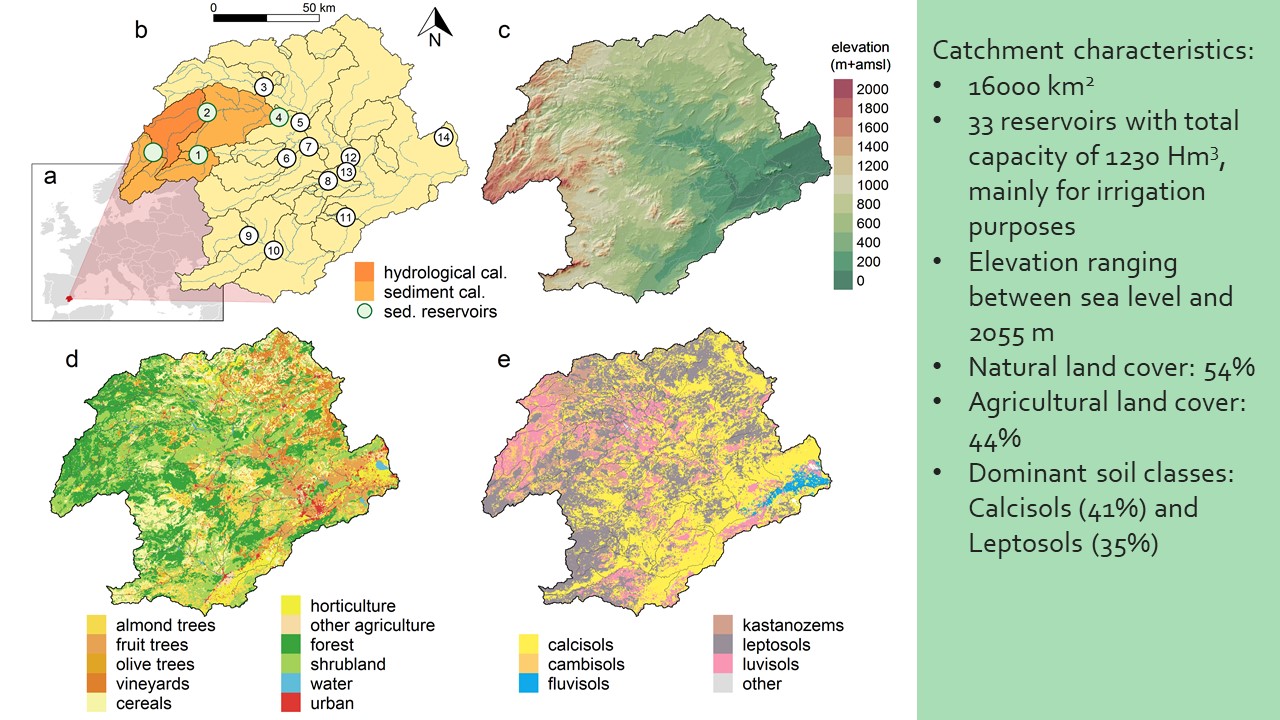 0 50 km
b
N
3
2
4
5
1
7
6
12
13
8
14
11
9
10
a
hydrological cal.
sediment cal.
sed. reservoirs
c
elevation
(m+amsl)
2000
1800
1600
1400
1200
1000
800
600
400
200
0
d
almond trees
fruit trees
olive trees
vineyards
cereals
horticulture
other agriculture
forest
shrubland
water
urban
e
calcisols
cambisols
fluvisols
kastanozems
leptosols
luvisols
other
Catchment characteristics:
• 16000 km²
• 33 reservoirs with total
capacity of 1230 Hm³,
mainly for irrigation
purposes
• Elevation ranging
between sea level and
2055 m
• Natural land cover: 54%
• Agricultural land cover:
44%
• Dominant soil classes:
Calcisols (41%) and
Leptosols (35%)